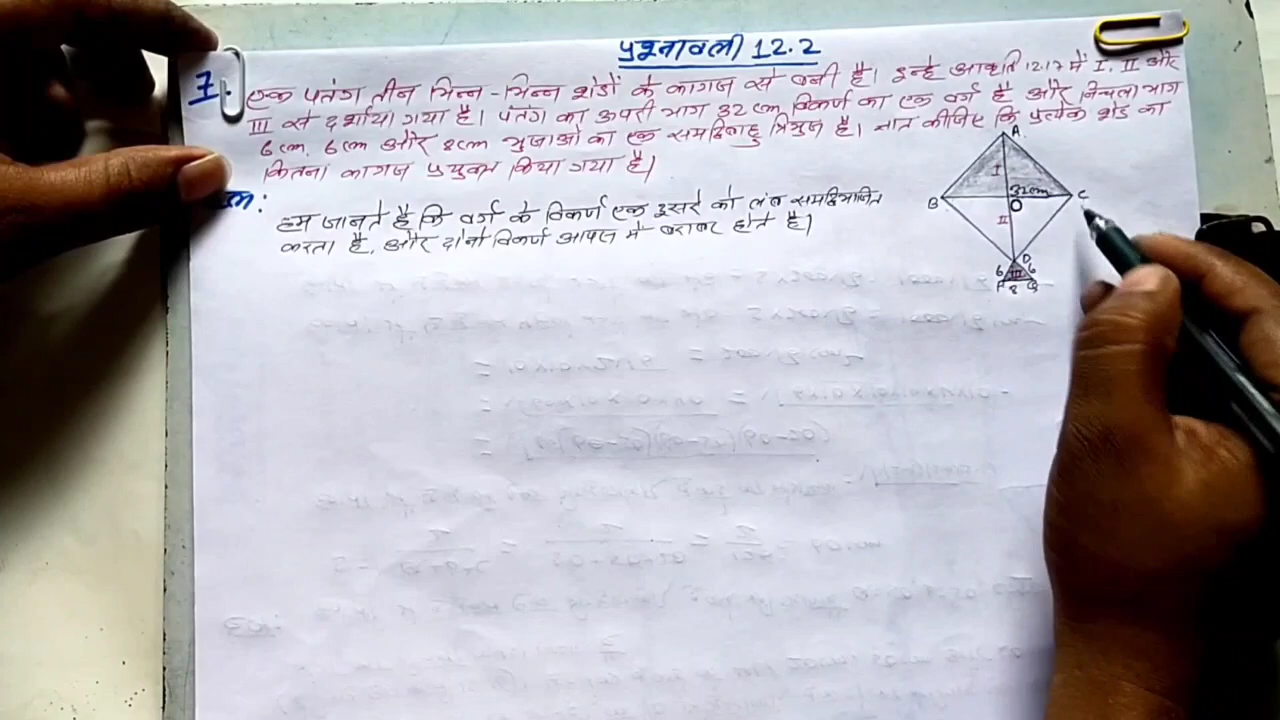 प्रश्नावली 12.2
7. एक पतंग तीन भिन्न-भिन्न शेडों के कागज से बनी है। इन्हें आकृति 12.17 में I, II और
III से दर्शाया गया है। पतंग का ऊपरी भाग 32 cm विकर्ण का एक वर्ग है और निचला भाग
6 cm, 6 cm और 8 cm भुजाओं का एक समद्विबाहु त्रिभुज है। ज्ञात कीजिए कि प्रत्येक शेड का
कितना कागज प्रयुक्त किया गया है।
हम जानते है कि वर्ग के विकर्ण एक दूसरे को लंब समद्विभाजित
करता है, और दोनों विकर्ण आपस में बराबर होते है।
A
I
32cm
B
O
C
II
D
6 III 6
P 8 Q